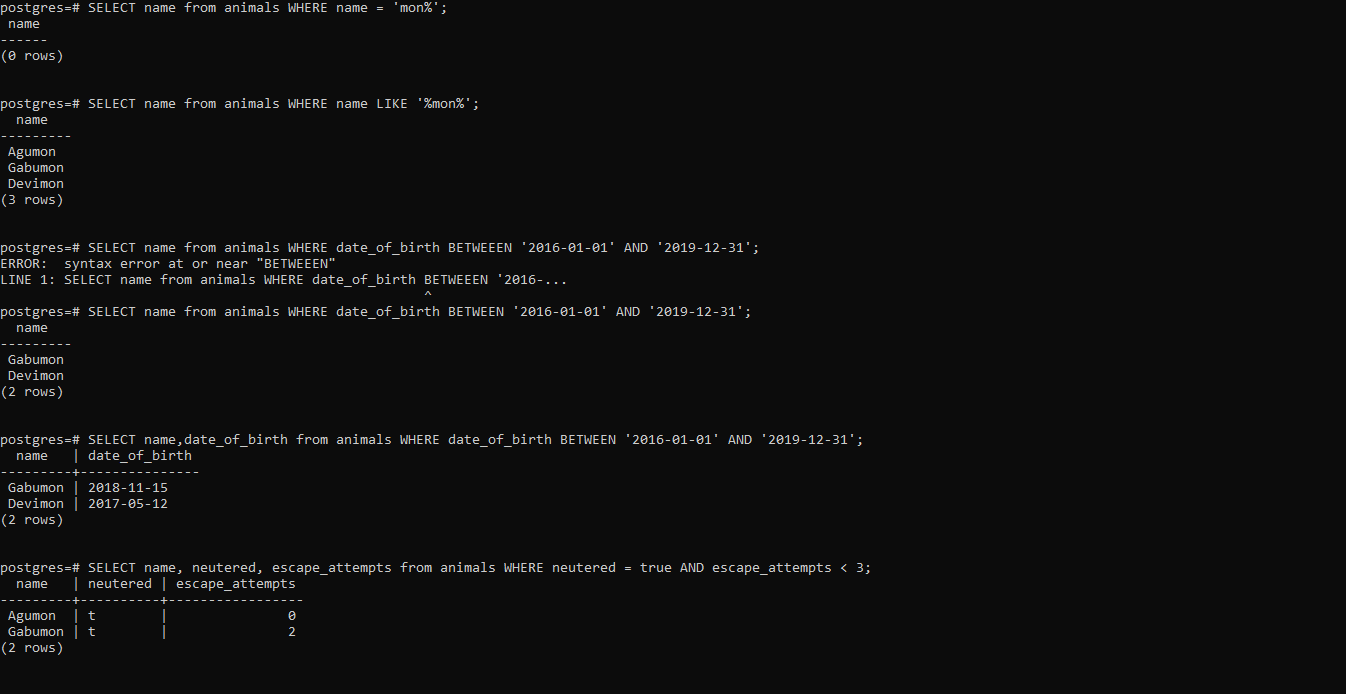 postgres=# SELECT name from animals WHERE name = 'mon%';
 name
------
(0 rows)
postgres=# SELECT name from animals WHERE name LIKE '%mon%';
  name
---------
 Agumon
 Gabumon
 Devimon
(3 rows)
postgres=# SELECT name from animals WHERE date_of_birth BETWEEEN '2016-01-01' AND '2019-12-31';
ERROR:  syntax error at or near "BETWEEEN"
LINE 1: SELECT name from animals WHERE date_of_birth BETWEEEN '2016-...
                                                     ^
postgres=# SELECT name from animals WHERE date_of_birth BETWEEN '2016-01-01' AND '2019-12-31';
  name
---------
 Gabumon
 Devimon
(2 rows)
postgres=# SELECT name,date_of_birth from animals WHERE date_of_birth BETWEEN '2016-01-01' AND '2019-12-31';
  name   | date_of_birth
---------+---------------
 Gabumon | 2018-11-15
 Devimon | 2017-05-12
(2 rows)
postgres=# SELECT name, neutered, escape_attempts from animals WHERE neutered = true AND escape_attempts < 3;
  name   | neutered | escape_attempts
---------+----------+-----------------
 Agumon  | t        |               0
 Gabumon | t        |               2
(2 rows)